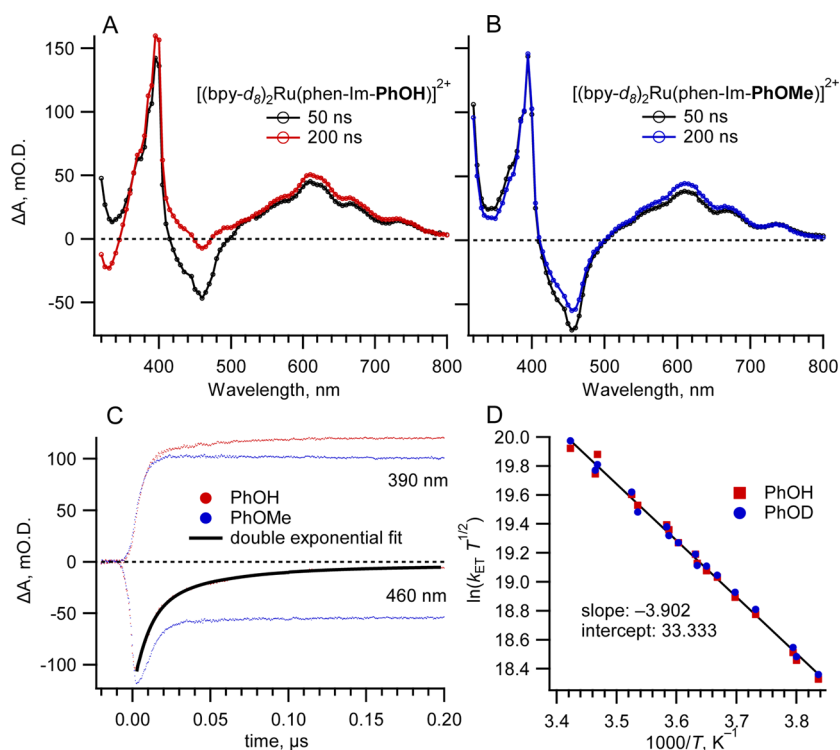 A
B
[(bpy-d₈)₂Ru(phen-Im-PhOH)]²⁺
50 ns
200 ns
[(bpy-d₈)₂Ru(phen-Im-PhOMe)]²⁺
50 ns
200 ns
ΔA, mO.D.
150
100
50
0
-50
400 500 600 700 800
Wavelength, nm
400 500 600 700 800
Wavelength, nm
C
390 nm
PhOH
PhOMe
double exponential fit
460 nm
ΔA, mO.D.
100
50
0
-50
-100
0.00 0.05 0.10 0.15 0.20
time, µs
D
PhOH
PhOD
slope: –3.902
intercept: 33.333
ln(k_ET T^1/2)
20.0
19.8
19.6
19.4
19.2
19.0
18.8
18.6
18.4
3.4 3.5 3.6 3.7 3.8
1000/T, K⁻¹